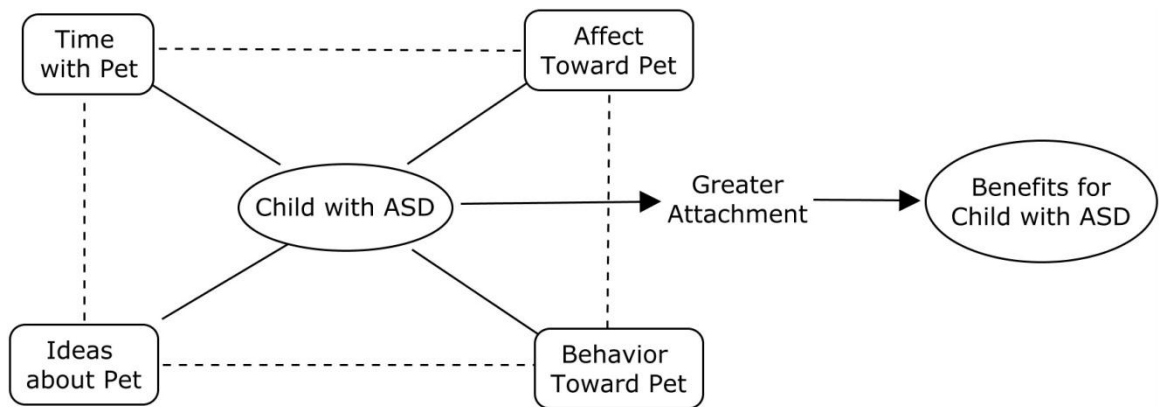 Time
with Pet
Affect
Toward Pet
Child with ASD
Greater
Attachment
Benefits for
Child with ASD
Ideas
about Pet
Behavior
Toward Pet